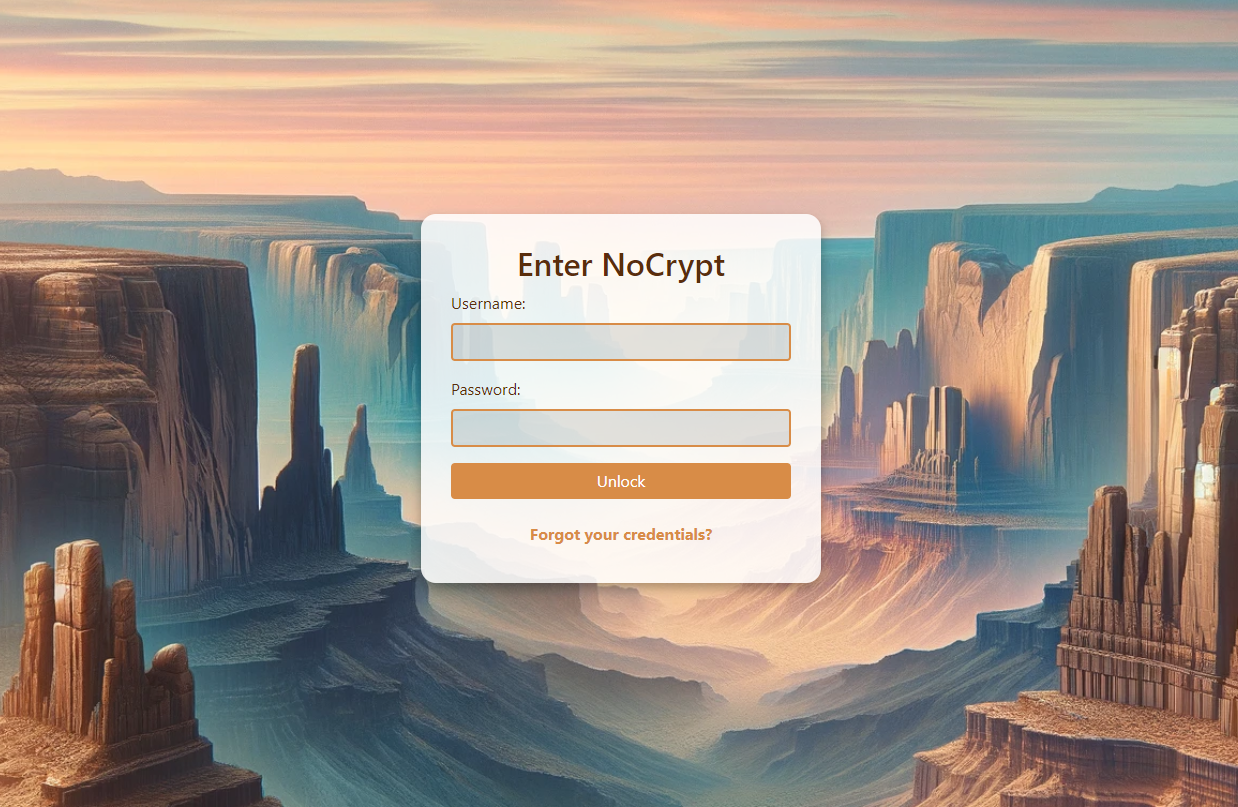 Enter NoCrypt
Username:
Password:
Unlock
Forgot your credentials?